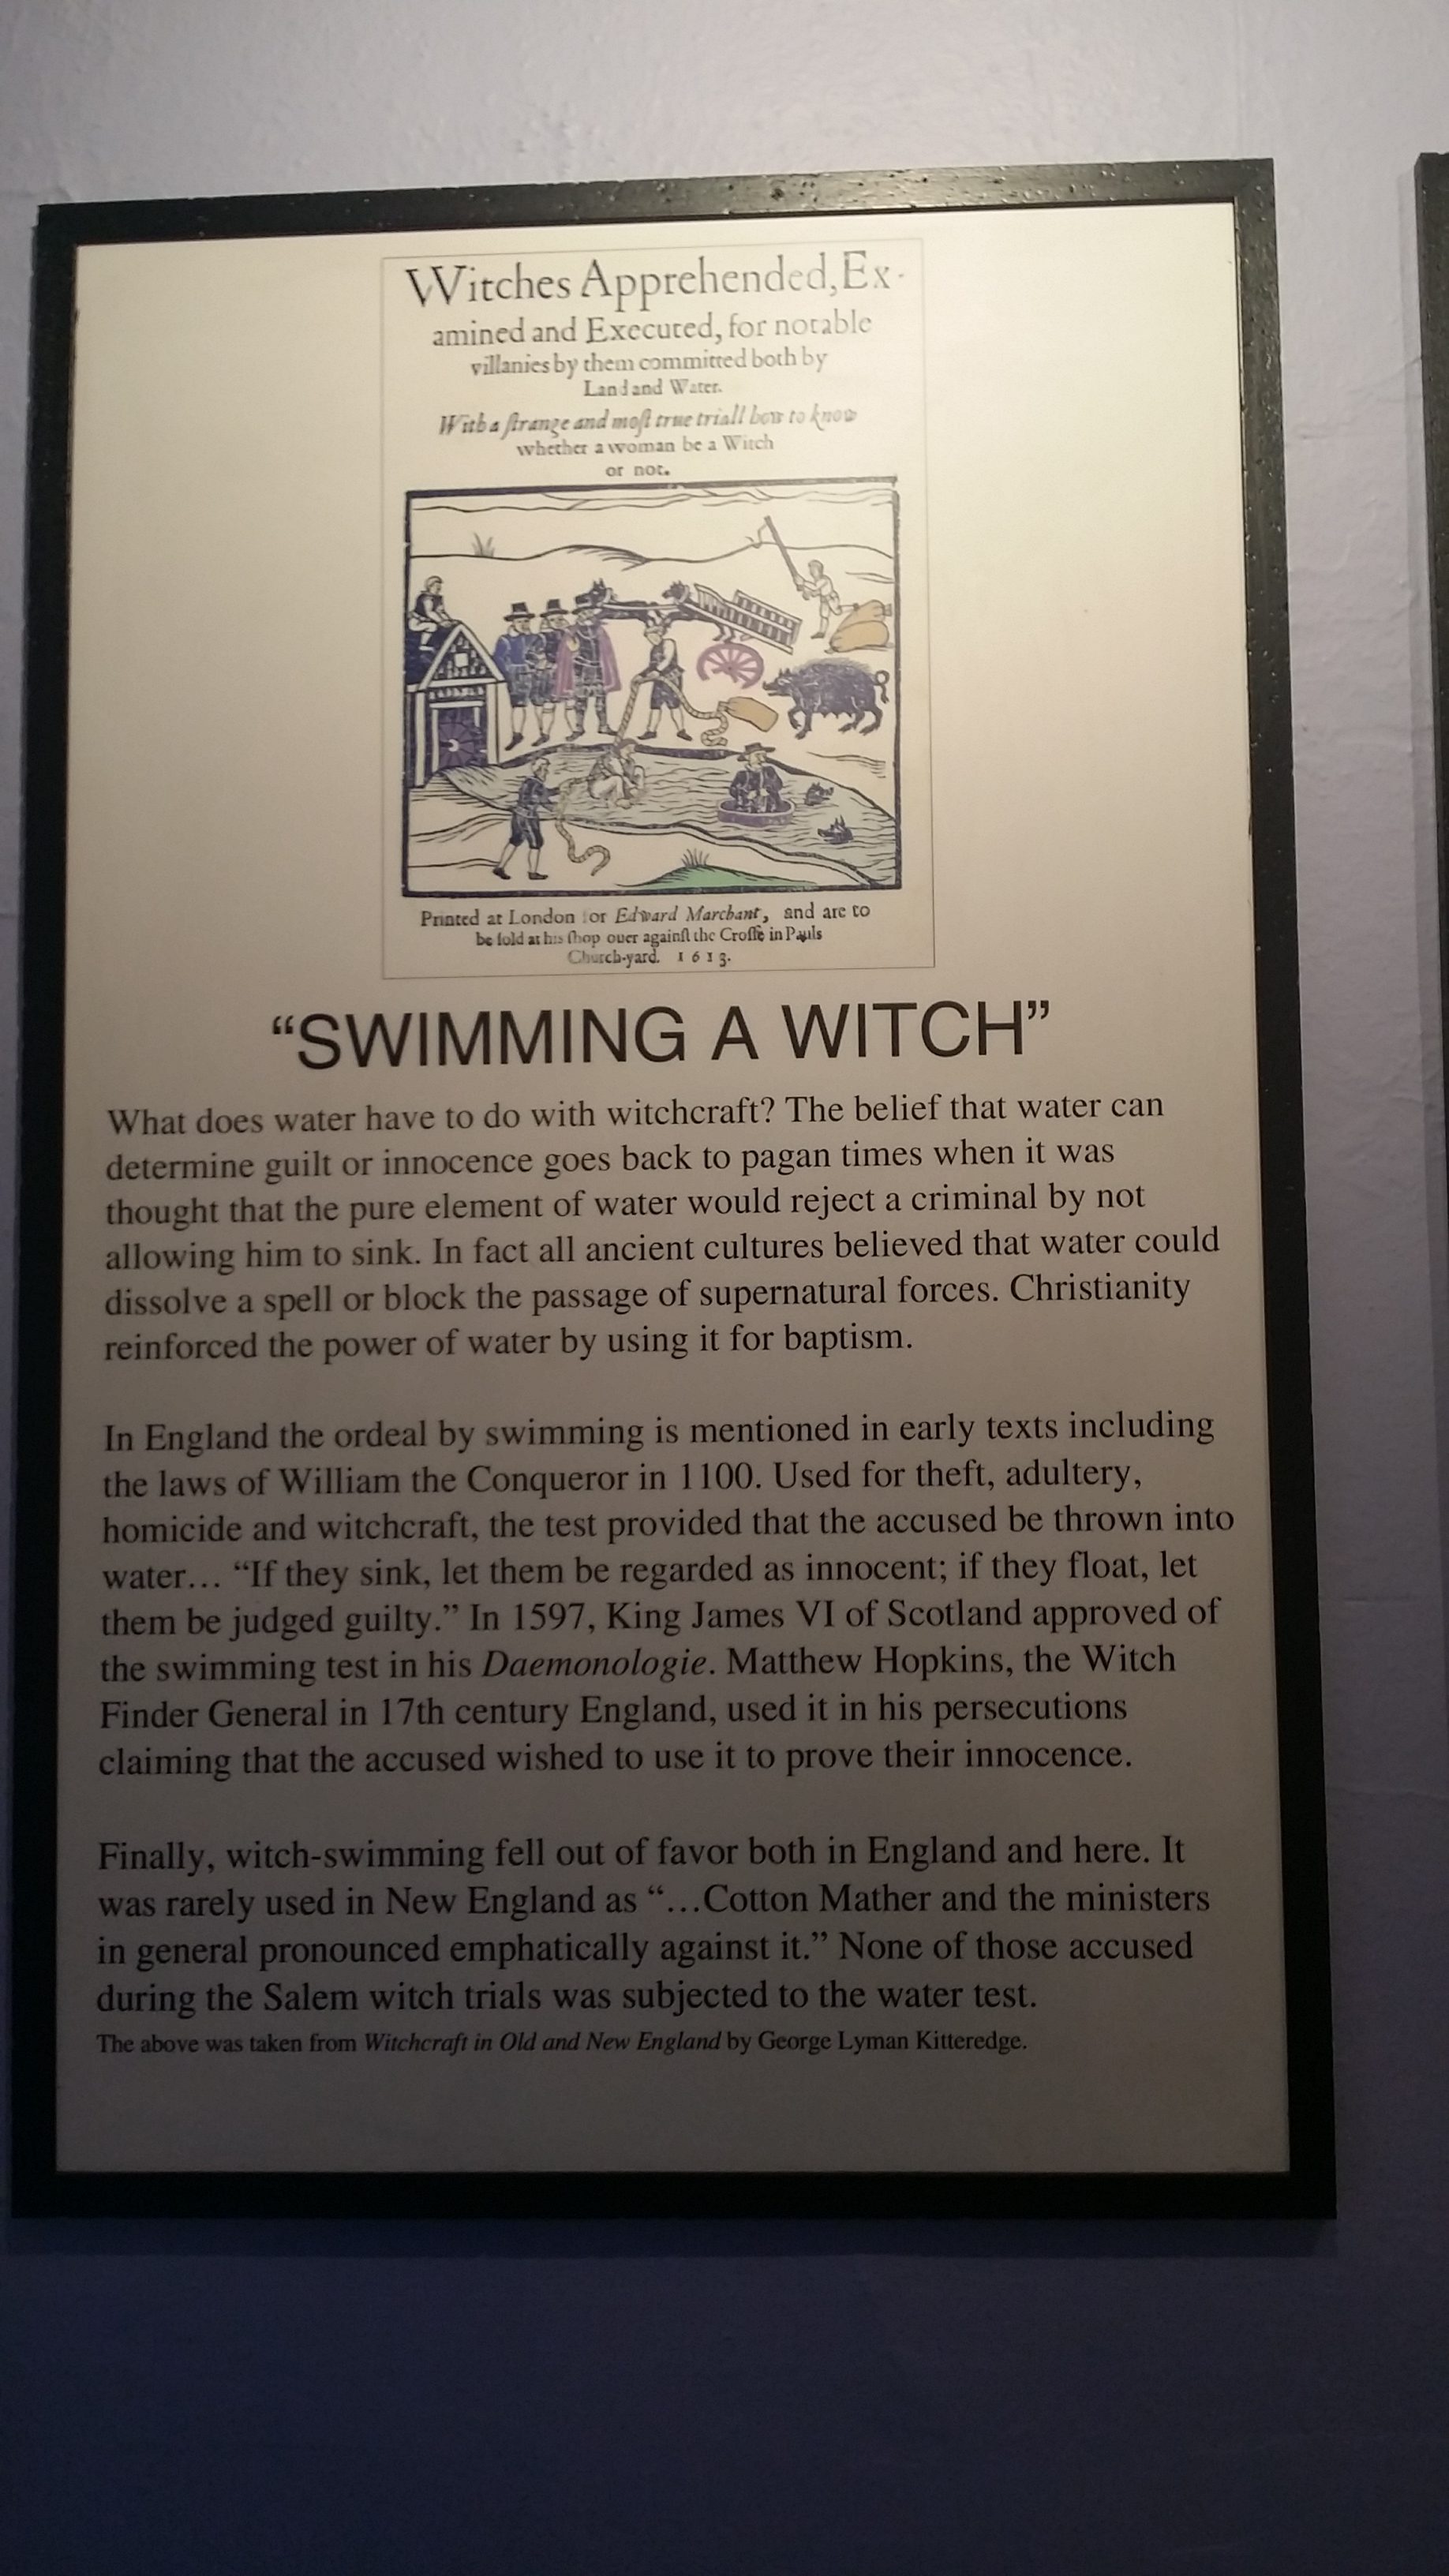 Witches Apprehended, Ex-
amined and Executed, for notable
villanies by them committed both by
Land and Water.
With a ſtrange and moſt true triall how to know
whether a woman be a Witch
or not.
Printed at London for Edward Marchant, and are to
be ſold at his ſhop ouer againſt the Croſſe in Pauls
Church-yard. 1613.
“SWIMMING A WITCH”
What does water have to do with witchcraft? The belief that water can
determine guilt or innocence goes back to pagan times when it was
thought that the pure element of water would reject a criminal by not
allowing him to sink. In fact all ancient cultures believed that water could
dissolve a spell or block the passage of supernatural forces. Christianity
reinforced the power of water by using it for baptism.
In England the ordeal by swimming is mentioned in early texts including
the laws of William the Conqueror in 1100. Used for theft, adultery,
homicide and witchcraft, the test provided that the accused be thrown into
water… “If they sink, let them be regarded as innocent; if they float, let
them be judged guilty.” In 1597, King James VI of Scotland approved of
the swimming test in his Daemonologie. Matthew Hopkins, the Witch
Finder General in 17th century England, used it in his persecutions
claiming that the accused wished to use it to prove their innocence.
Finally, witch-swimming fell out of favor both in England and here. It
was rarely used in New England as “…Cotton Mather and the ministers
in general pronounced emphatically against it.” None of those accused
during the Salem witch trials was subjected to the water test.
The above was taken from Witchcraft in Old and New England by George Lyman Kitteredge.